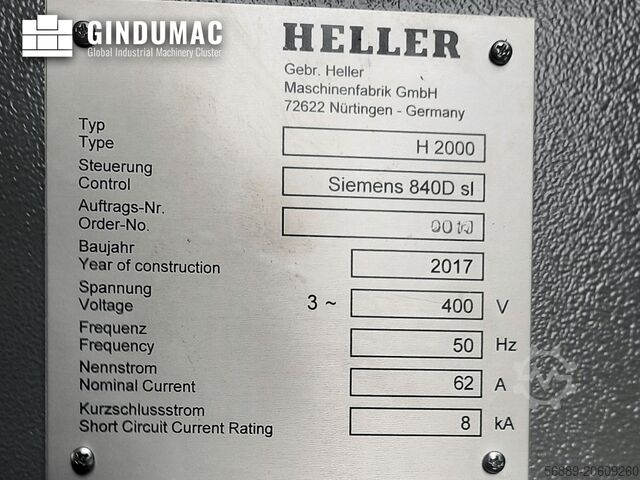 GINDUMAC
Global Industrial Machinery Cluster
HELLER
Gebr. Heller
Maschinenfabrik GmbH
72622 Nürtingen - Germany
Typ
Type
H 2000
Steuerung
Control
Siemens 840D sl
Auftrags-Nr.
Order-No.
Baujahr
Year of construction
2017
Spannung
Voltage
3 ~ 400 V
Frequenz
Frequency
50 Hz
Nennstrom
Nominal Current
62 A
Kurzschlussstrom
Short Circuit Current Rating
8 kA
56889-20609260